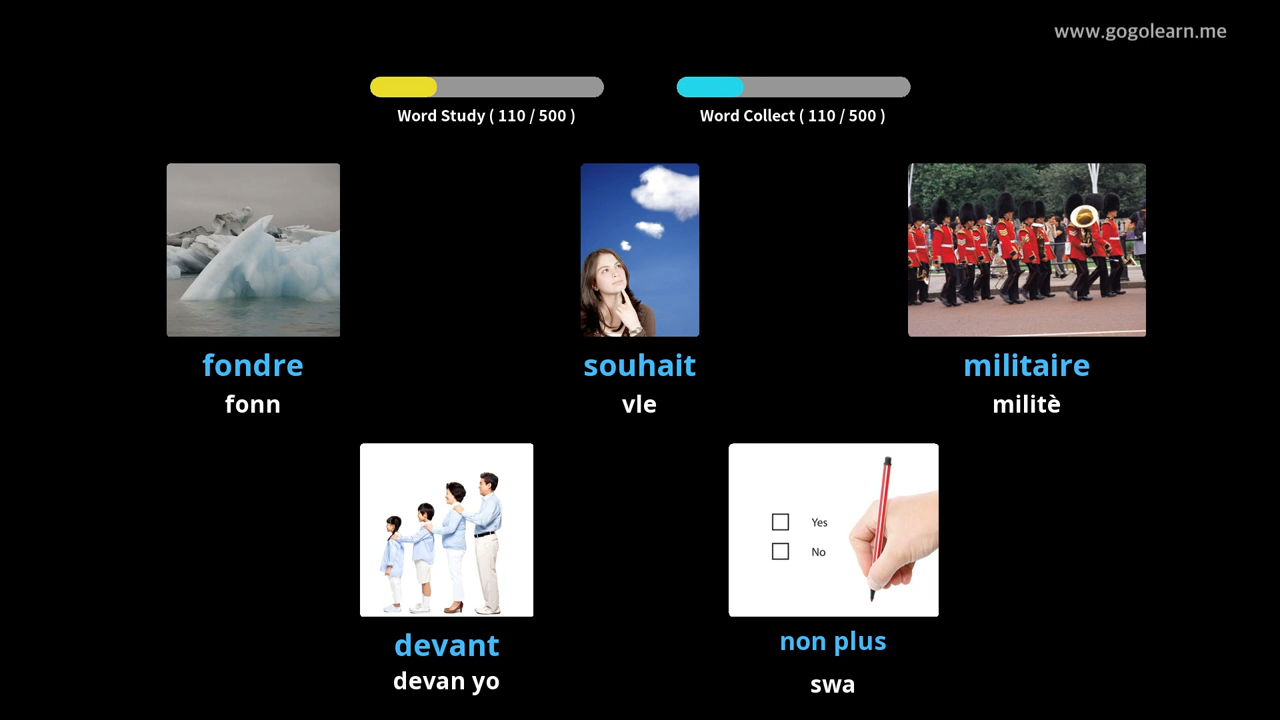 www.gogolearn.me
Word Study ( 110 / 500 )
Word Collect ( 110 / 500 )
fondre
fonn
souhait
vle
militaire
militè
Yes
No
devant
devan yo
non plus
swa